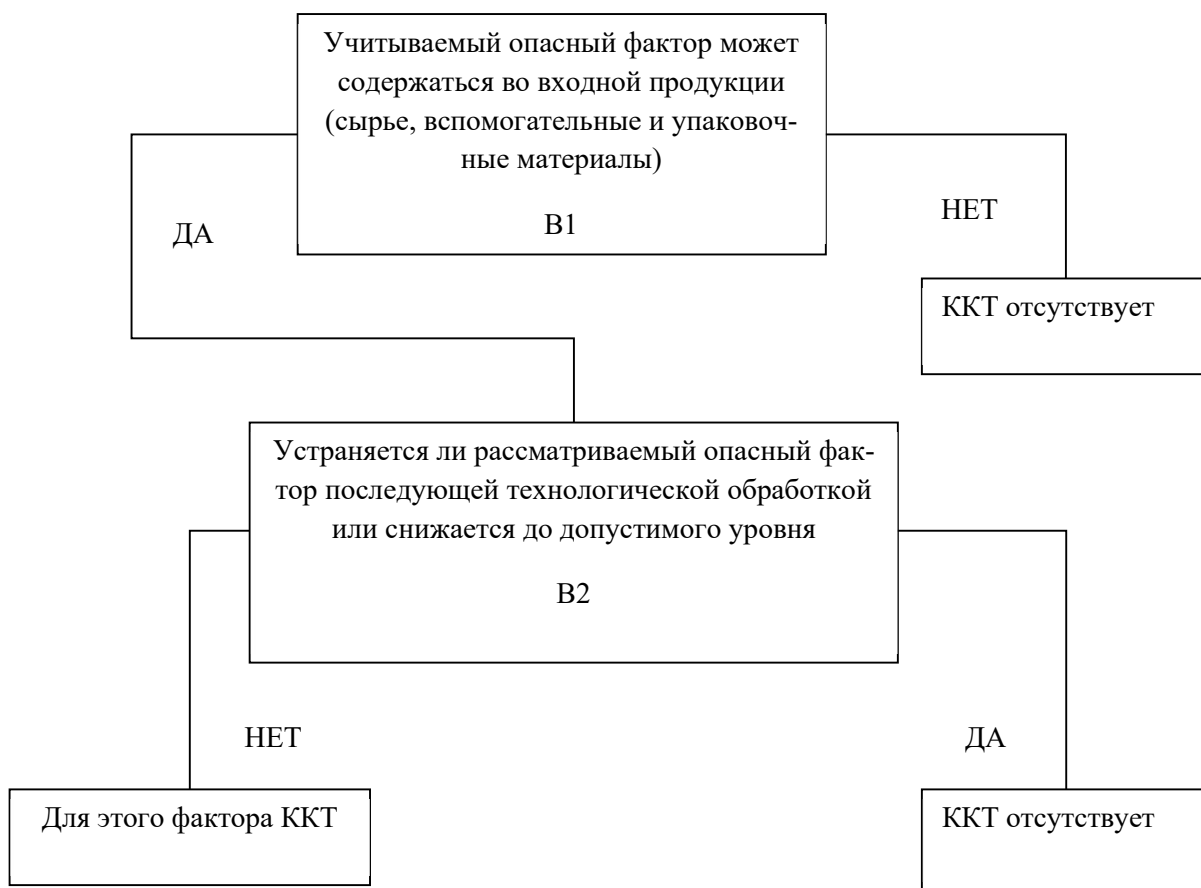 Учитываемый опасный фактор может
содержаться во входной продукции
(сырье, вспомогательные и упаковоч-
ные материалы)
В1
ДА
НЕТ
ККТ отсутствует
Устраняется ли рассматриваемый опасный фак-
тор последующей технологической обработкой
или снижается до допустимого уровня
В2
НЕТ
ДА
Для этого фактора ККТ
ККТ отсутствует